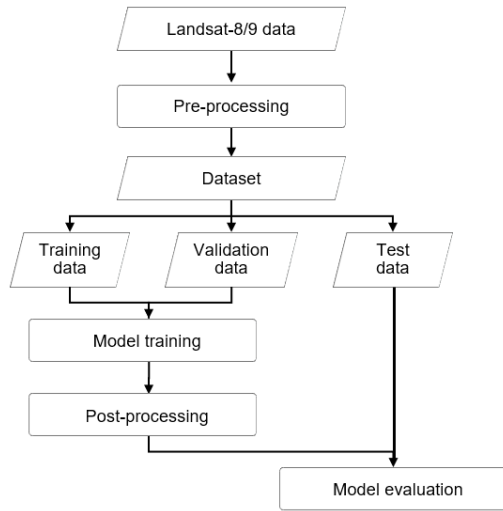 Landsat-8/9 data
Pre-processing
Dataset
Training
data
Validation
data
Test
data
Model training
Post-processing
Model evaluation